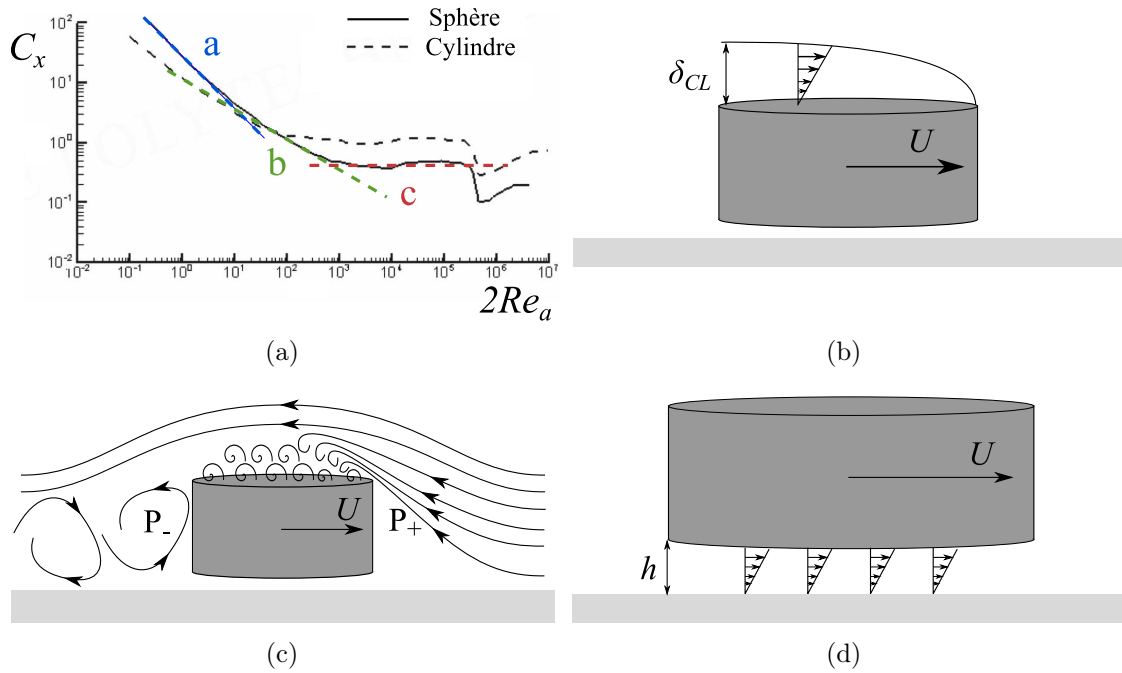 Sphère
Cylindre
C_x
10^2
10^1
10^0
10^-1
10^-2
a
b
c
10^-2 10^-1 10^0 10^1 10^2 10^3 10^4 10^5 10^6 10^7
2Re_a
(a)
δ_CL
U
(b)
P_-
U
P_+
(c)
U
h
(d)